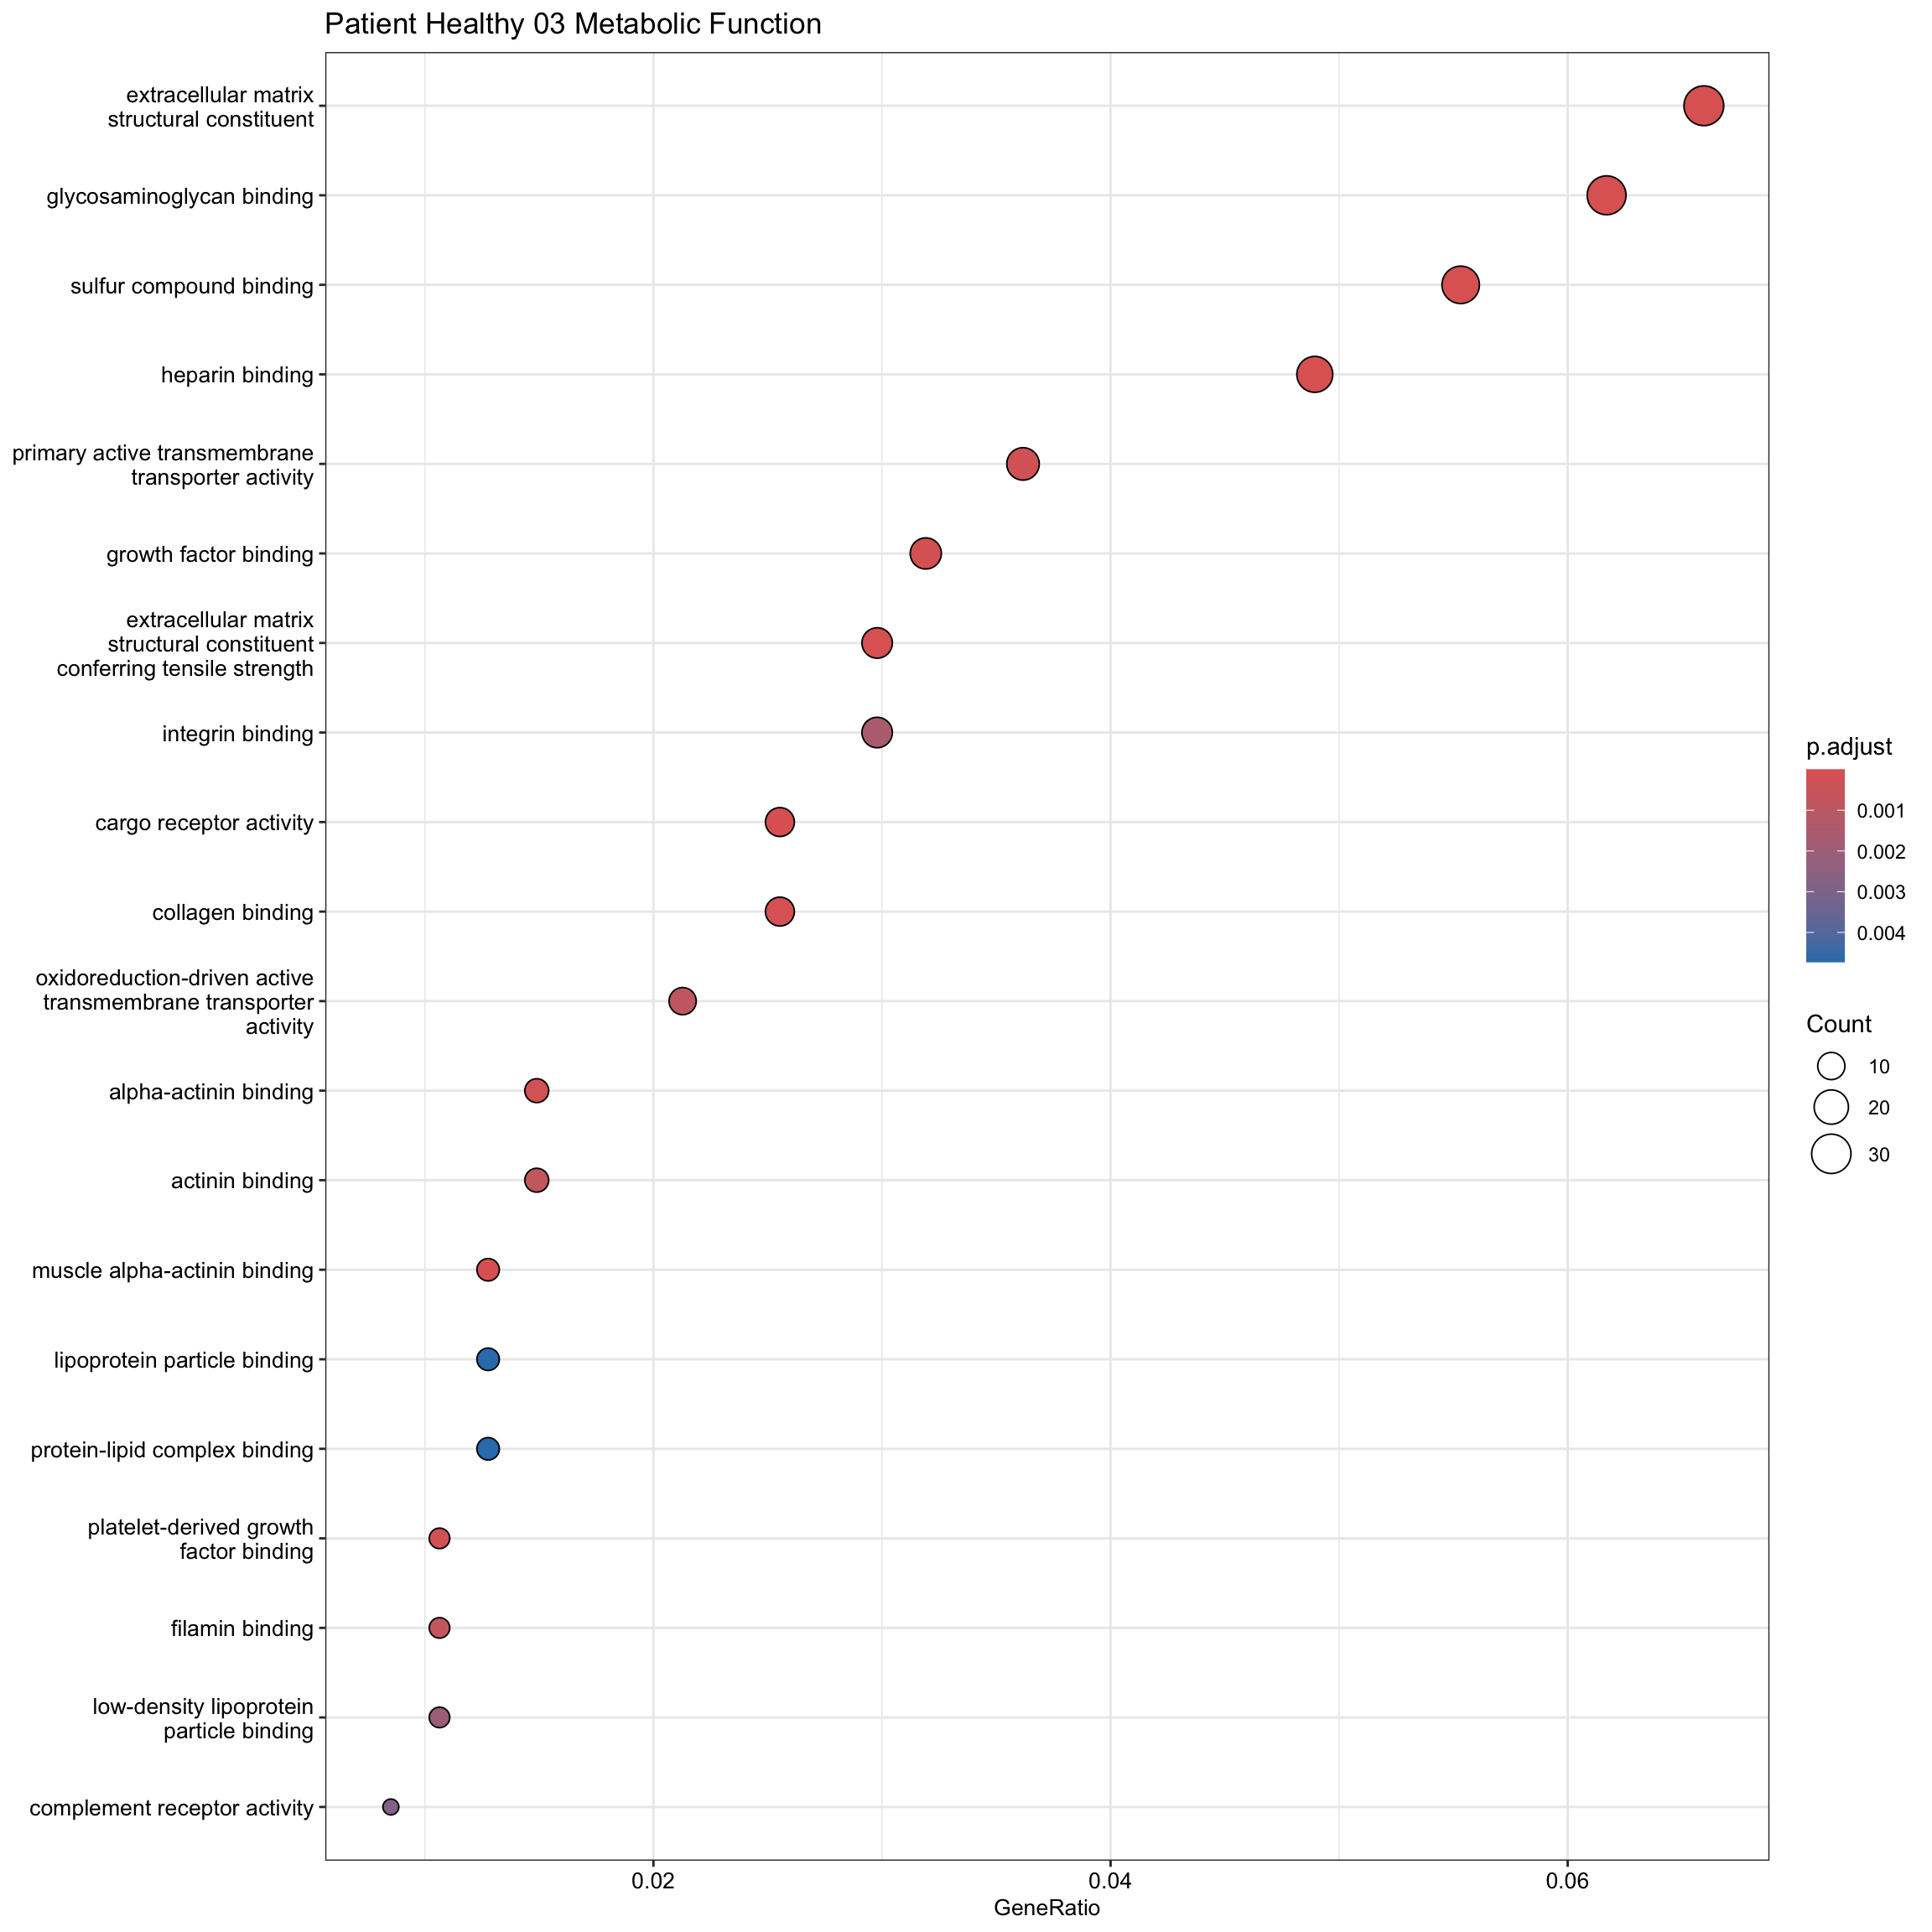 Patient Healthy 03 Metabolic Function
extracellular matrix
structural constituent
glycosaminoglycan binding
sulfur compound binding
heparin binding
primary active transmembrane
transporter activity
growth factor binding
extracellular matrix
structural constituent
conferring tensile strength
integrin binding
cargo receptor activity
collagen binding
oxidoreduction-driven active
transmembrane transporter
activity
alpha-actinin binding
actinin binding
muscle alpha-actinin binding
lipoprotein particle binding
protein-lipid complex binding
platelet-derived growth
factor binding
filamin binding
low-density lipoprotein
particle binding
complement receptor activity
0.02
0.04
0.06
GeneRatio
p.adjust
0.001
0.002
0.003
0.004
Count
10
20
30